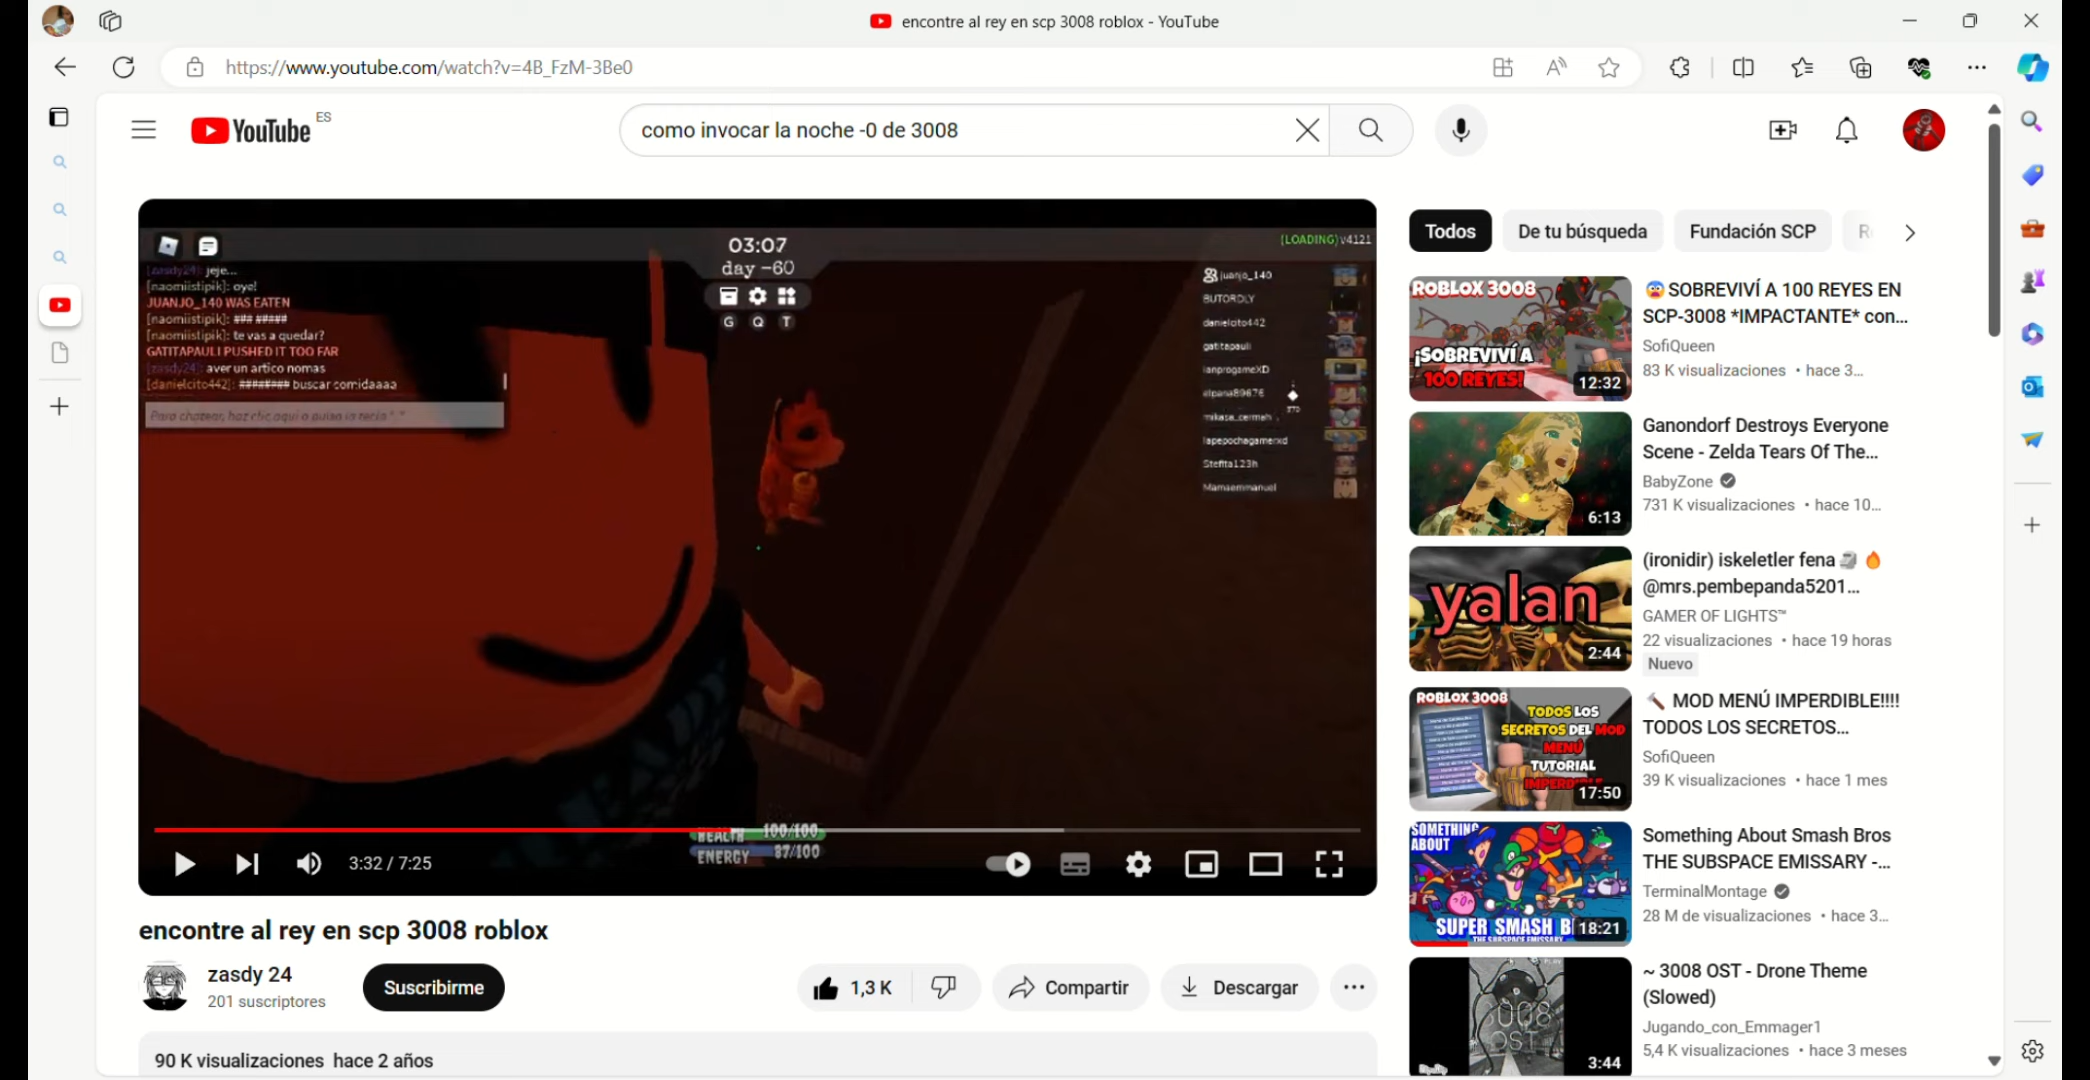 encontre al rey en scp 3008 roblox - YouTube
https://www.youtube.com/watch?v=4B_FzM-3Be0
YouTube ES
como invocar la noche -0 de 3008
03:07
day -60
G Q T
(LOADING) v4121
[zasdy24]: jeje...
[naomiistipik]: oye!
JUANJO_140 WAS EATEN
[naomiistipik]: ### #####
[naomiistipik]: te vas a quedar?
GATITAPAULI PUSHED IT TOO FAR
[zasdy24]: aver un artico nomas
[danielcito442]: ######## buscar comidaaaa
juanjo_140
BUTORDLY
danielcito442
gatitapauli
ianprogameXD
elpana89676
lapepochagamerxd
Stefita123h
Mamaemmanuel
HEALTH 100/100
ENERGY 87/100
3:32 / 7:25
encontre al rey en scp 3008 roblox
zasdy 24
201 suscriptores
Suscribirme
1,3 K
Compartir
Descargar
90 K visualizaciones hace 2 años
Todos
De tu búsqueda
Fundación SCP
ROBLOX 3008
¡SOBREVIVÍ A
100 REYES!
12:32
😨 SOBREVIVÍ A 100 REYES EN
SCP-3008 *IMPACTANTE* con...
SofiQueen
83 K visualizaciones • hace 3...
6:13
Ganondorf Destroys Everyone
Scene - Zelda Tears Of The...
BabyZone
731 K visualizaciones • hace 10...
yalan
2:44
(ironidir) iskeletler fena 🗿 🔥
@mrs.pembepanda5201...
GAMER OF LIGHTS™
22 visualizaciones • hace 19 horas
Nuevo
ROBLOX 3008
TODOS LOS
SECRETOS DEL MOD
MENÚ
TUTORIAL
17:50
🔨 MOD MENÚ IMPERDIBLE!!!!
TODOS LOS SECRETOS...
SofiQueen
39 K visualizaciones • hace 1 mes
SOMETHING
ABOUT
SUPER SMASH B
THE SUBSPACE EMISSARY
18:21
Something About Smash Bros
THE SUBSPACE EMISSARY -...
TerminalMontage
28 M de visualizaciones • hace 3...
3008
OST
3:44
~ 3008 OST - Drone Theme
(Slowed)
Jugando_con_Emmager1
5,4 K visualizaciones • hace 3 meses